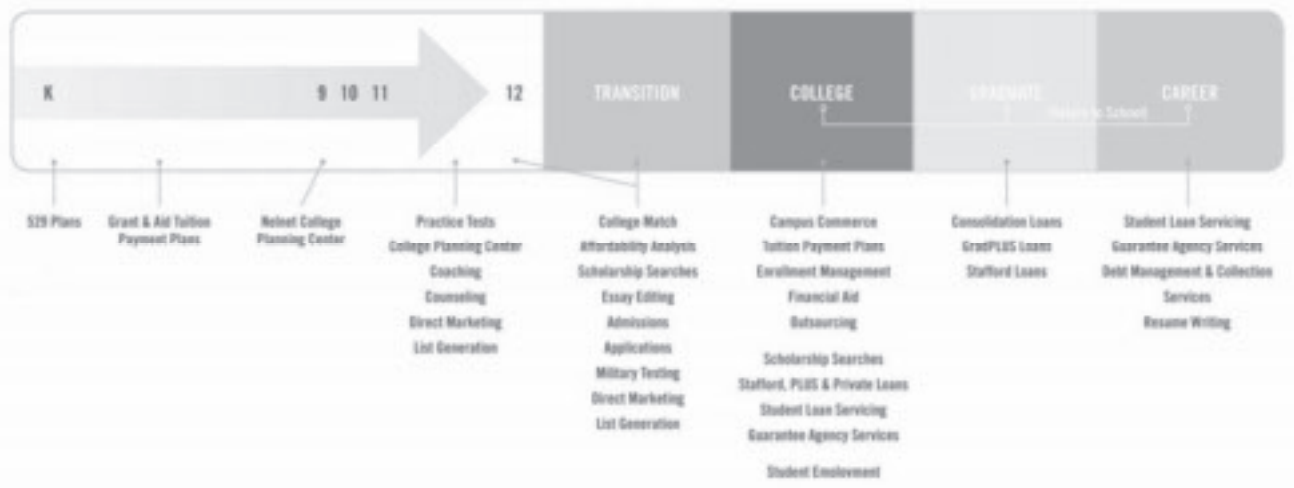 K
9 10 11
12
TRANSITION
COLLEGE
GRADUATE
CAREER
(Return to School)
529 Plans
Grant & Aid Tuition
Payment Plans
Nelnet College
Planning Center
Practice Tests
College Planning Center
Coaching
Counseling
Direct Marketing
List Generation
College Match
Affordability Analysis
Scholarship Searches
Essay Editing
Admissions
Applications
Military Testing
Direct Marketing
List Generation
Campus Commerce
Tuition Payment Plans
Enrollment Management
Financial Aid
Outsourcing
Scholarship Searches
Stafford, PLUS & Private Loans
Student Loan Servicing
Guarantee Agency Services
Student Employment
Consolidation Loans
GradPLUS Loans
Stafford Loans
Student Loan Servicing
Guarantee Agency Services
Debt Management & Collection
Services
Resume Writing